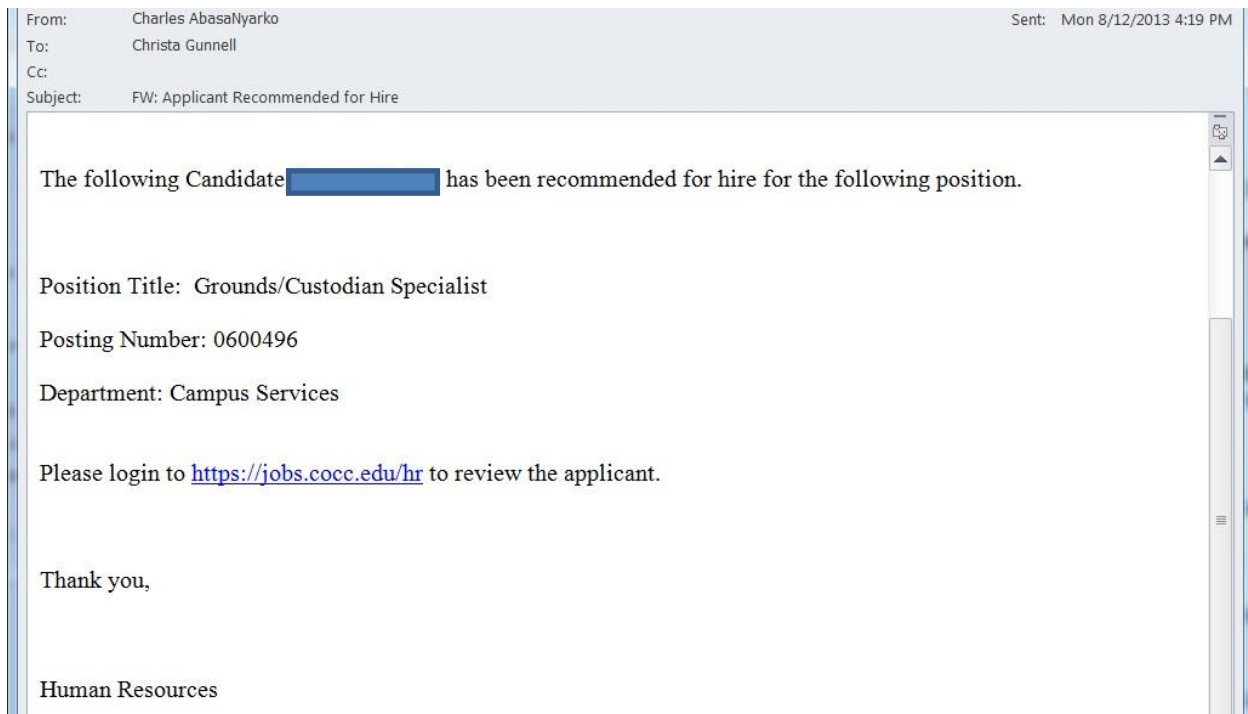 From: Charles AbasaNyarko Sent: Mon 8/12/2013 4:19 PM
To: Christa Gunnell
Cc:
Subject: FW: Applicant Recommended for Hire
The following Candidate has been recommended for hire for the following position.
Position Title: Grounds/Custodian Specialist
Posting Number: 0600496
Department: Campus Services
Please login to https://jobs.cocc.edu/hr to review the applicant.
Thank you,
Human Resources